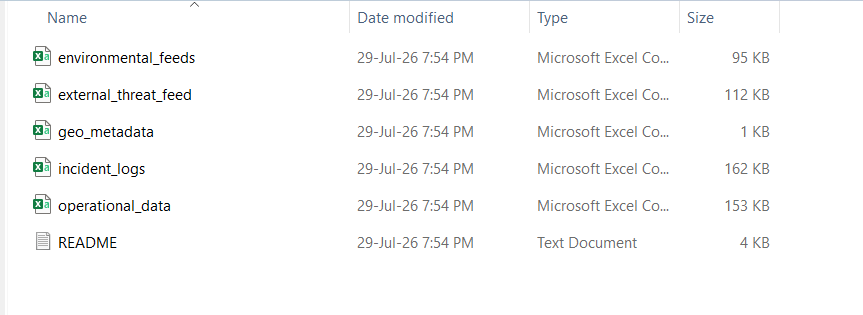 Name Date modified Type Size
environmental_feeds 29-Jul-26 7:54 PM Microsoft Excel Co... 95 KB
external_threat_feed 29-Jul-26 7:54 PM Microsoft Excel Co... 112 KB
geo_metadata 29-Jul-26 7:54 PM Microsoft Excel Co... 1 KB
incident_logs 29-Jul-26 7:54 PM Microsoft Excel Co... 162 KB
operational_data 29-Jul-26 7:54 PM Microsoft Excel Co... 153 KB
README 29-Jul-26 7:54 PM Text Document 4 KB